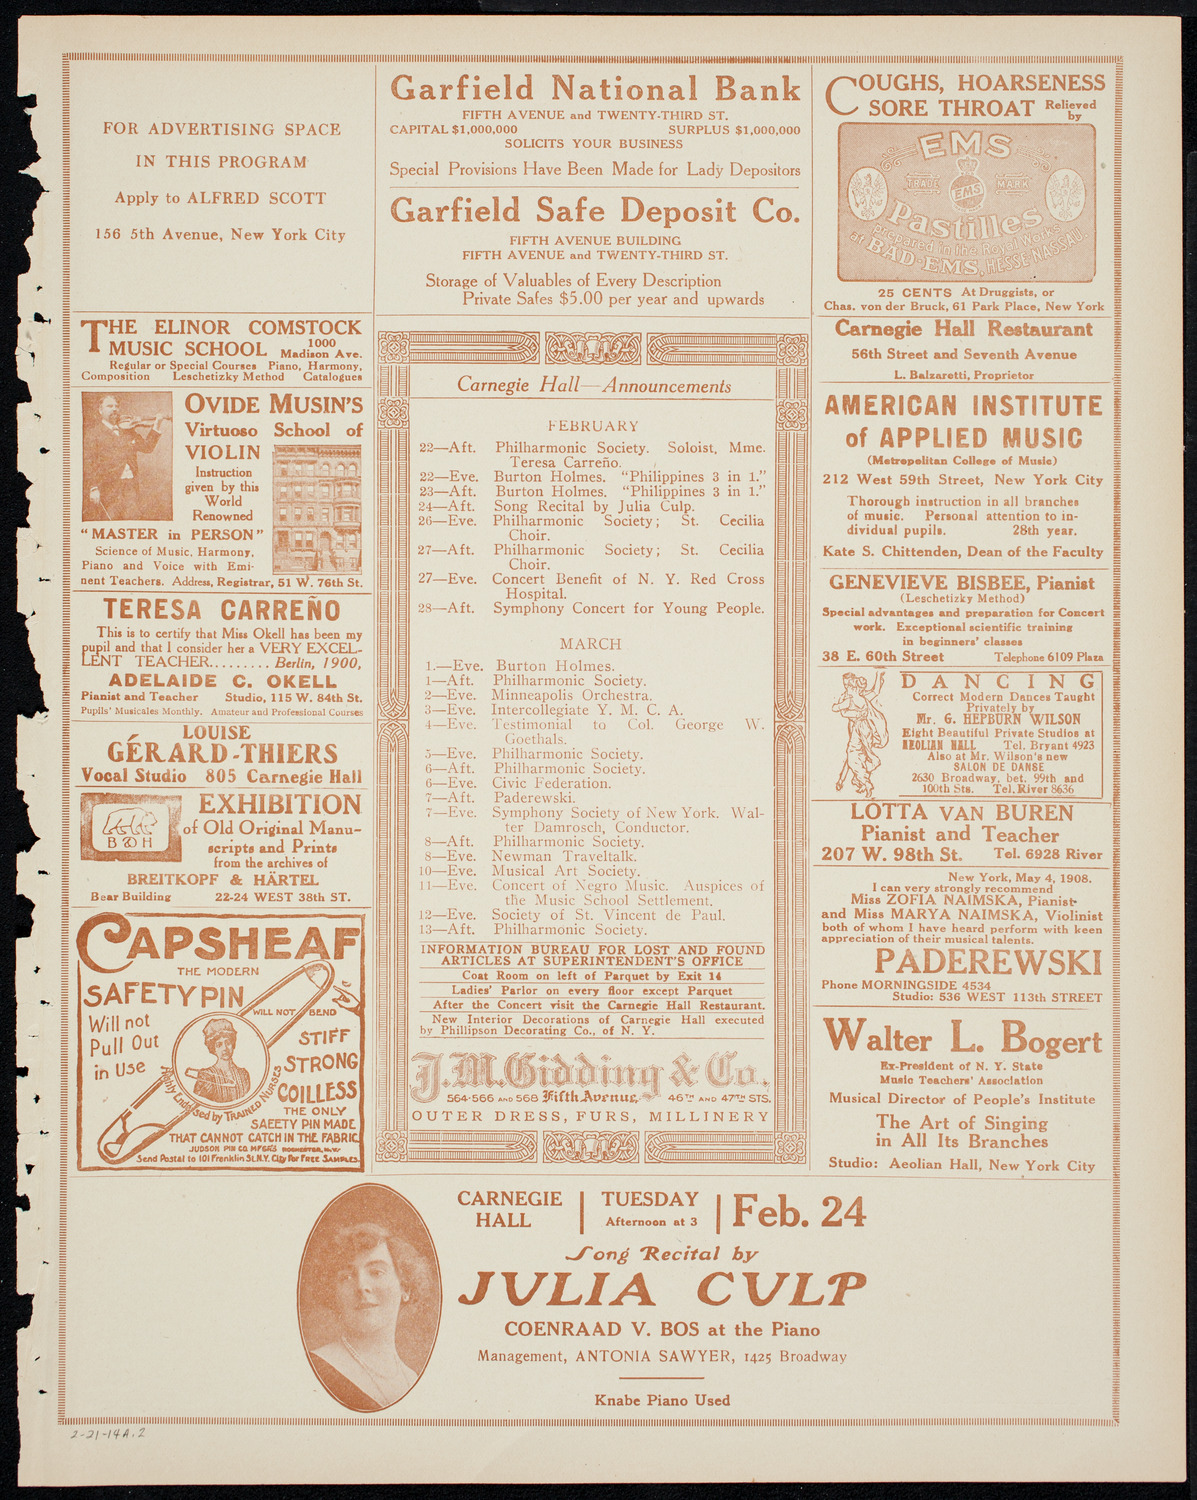 FOR ADVERTISING SPACE
IN THIS PROGRAM
Apply to ALFRED SCOTT
156 5th Avenue, New York City
THE ELINOR COMSTOCK
MUSIC SCHOOL 1000 Madison Ave.
Regular or Special Courses Piano, Harmony,
Composition Leschetizky Method Catalogues
OVIDE MUSIN'S
Virtuoso School of
VIOLIN
Instruction
given by this
World
Renowned
"MASTER in PERSON"
Science of Music, Harmony,
Piano and Voice with Emi-
nent Teachers. Address, Registrar, 51 W. 76th St.
TERESA CARREÑO
This is to certify that Miss Okell has been my
pupil and that I consider her a VERY EXCEL-
LENT TEACHER......... Berlin, 1900,
ADELAIDE C. OKELL
Pianist and Teacher Studio, 115 W. 84th St.
Pupils' Musicales Monthly. Amateur and Professional Courses
LOUISE
GÉRARD-THIERS
Vocal Studio 805 Carnegie Hall
EXHIBITION
B & H
of Old Original Manu-
scripts and Prints
from the archives of
BREITKOPF & HÄRTEL
Bear Building 22-24 WEST 38th ST.
CAPSHEAF
THE MODERN
SAFETY PIN
WILL NOT BEND
Will not
Pull Out
in Use
STIFF
STRONG
COILLESS
Highly Endorsed by TRAINED NURSES
THE ONLY
SAFETY PIN MADE
THAT CANNOT CATCH IN THE FABRIC
JUDSON PIN CO. MFGRS. ROCHESTER, N.Y.
Send Postal to 101 Franklin St. N.Y. City For FREE SAMPLES.
Garfield National Bank
FIFTH AVENUE and TWENTY-THIRD ST.
CAPITAL $1,000,000 SURPLUS $1,000,000
SOLICITS YOUR BUSINESS
Special Provisions Have Been Made for Lady Depositors
Garfield Safe Deposit Co.
FIFTH AVENUE BUILDING
FIFTH AVENUE and TWENTY-THIRD ST.
Storage of Valuables of Every Description
Private Safes $5.00 per year and upwards
Carnegie Hall—Announcements
FEBRUARY
22—Aft. Philharmonic Society. Soloist, Mme.
Teresa Carreño.
22—Eve. Burton Holmes. "Philippines 3 in 1."
23—Aft. Burton Holmes. "Philippines 3 in 1."
24—Aft. Song Recital by Julia Culp.
26—Eve. Philharmonic Society; St. Cecilia
Choir.
27—Aft. Philharmonic Society; St. Cecilia
Choir.
27—Eve. Concert Benefit of N. Y. Red Cross
Hospital.
28—Aft. Symphony Concert for Young People.
MARCH
1.—Eve. Burton Holmes.
1—Aft. Philharmonic Society.
2—Eve. Minneapolis Orchestra.
3—Eve. Intercollegiate Y. M. C. A.
4—Eve. Testimonial to Col. George W.
Goethals.
5—Eve. Philharmonic Society.
6—Aft. Philharmonic Society.
6—Eve. Civic Federation.
7—Aft. Paderewski.
7—Eve. Symphony Society of New York. Wal-
ter Damrosch, Conductor.
8—Aft. Philharmonic Society.
8—Eve. Newman Traveltalk.
10—Eve. Musical Art Society.
11—Eve. Concert of Negro Music. Auspices of
the Music School Settlement.
12—Eve. Society of St. Vincent de Paul.
13—Aft. Philharmonic Society.
INFORMATION BUREAU FOR LOST AND FOUND
ARTICLES AT SUPERINTENDENT'S OFFICE
Coat Room on left of Parquet by Exit 14
Ladies' Parlor on every floor except Parquet
After the Concert visit the Carnegie Hall Restaurant.
New Interior Decorations of Carnegie Hall executed
by Phillipson Decorating Co., of N. Y.
J. M. Gidding & Co.
564-566 AND 568 Fifth Avenue, 46TH AND 47TH STS.
OUTER DRESS, FURS, MILLINERY
COUGHS, HOARSENESS
SORE THROAT Relieved by
EMS
TRADE EMS MARK
Pastilles
Prepared in the Royal Works
at BAD-EMS, HESSE-NASSAU.
25 CENTS At Druggists, or
Chas. von der Bruck, 61 Park Place, New York
Carnegie Hall Restaurant
56th Street and Seventh Avenue
L. Balzaretti, Proprietor
AMERICAN INSTITUTE
of APPLIED MUSIC
(Metropolitan College of Music)
212 West 59th Street, New York City
Thorough instruction in all branches
of music. Personal attention to in-
dividual pupils. 28th year.
Kate S. Chittenden, Dean of the Faculty
GENEVIEVE BISBEE, Pianist
(Leschetizky Method)
Special advantages and preparation for Concert
work. Exceptional scientific training
in beginners' classes
38 E. 60th Street Telephone 6109 Plaza
DANCING
Correct Modern Dances Taught
Privately by
Mr. G. HEPBURN WILSON
Eight Beautiful Private Studios at
AEOLIAN HALL Tel. Bryant 4923
Also at Mr. Wilson's new
SALON DE DANSE
2630 Broadway, bet. 99th and
100th Sts. Tel. River 8636
LOTTA VAN BUREN
Pianist and Teacher
207 W. 98th St. Tel. 6928 River
New York, May 4, 1908.
I can very strongly recommend
Miss ZOFIA NAIMSKA, Pianist
and Miss MARYA NAIMSKA, Violinist
both of whom I have heard perform with keen
appreciation of their musical talents.
PADEREWSKI
Phone MORNINGSIDE 4534
Studio: 536 WEST 113th STREET
Walter L. Bogert
Ex-President of N. Y. State
Music Teachers' Association
Musical Director of People's Institute
The Art of Singing
in All Its Branches
Studio: Aeolian Hall, New York City
CARNEGIE HALL | TUESDAY Afternoon at 3 | Feb. 24
Song Recital by
JULIA CULP
COENRAAD V. BOS at the Piano
Management, ANTONIA SAWYER, 1425 Broadway
Knabe Piano Used
2-21-14A.2